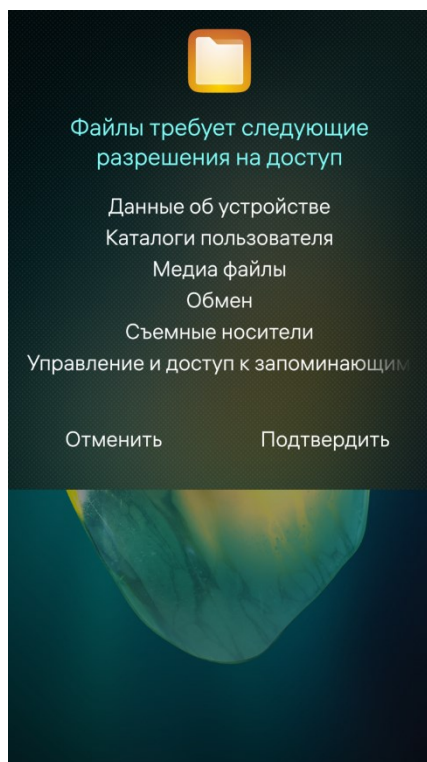 Файлы требует следующие
разрешения на доступ
Данные об устройстве
Каталоги пользователя
Медиа файлы
Обмен
Съемные носители
Управление и доступ к запоминающим
Отменить
Подтвердить